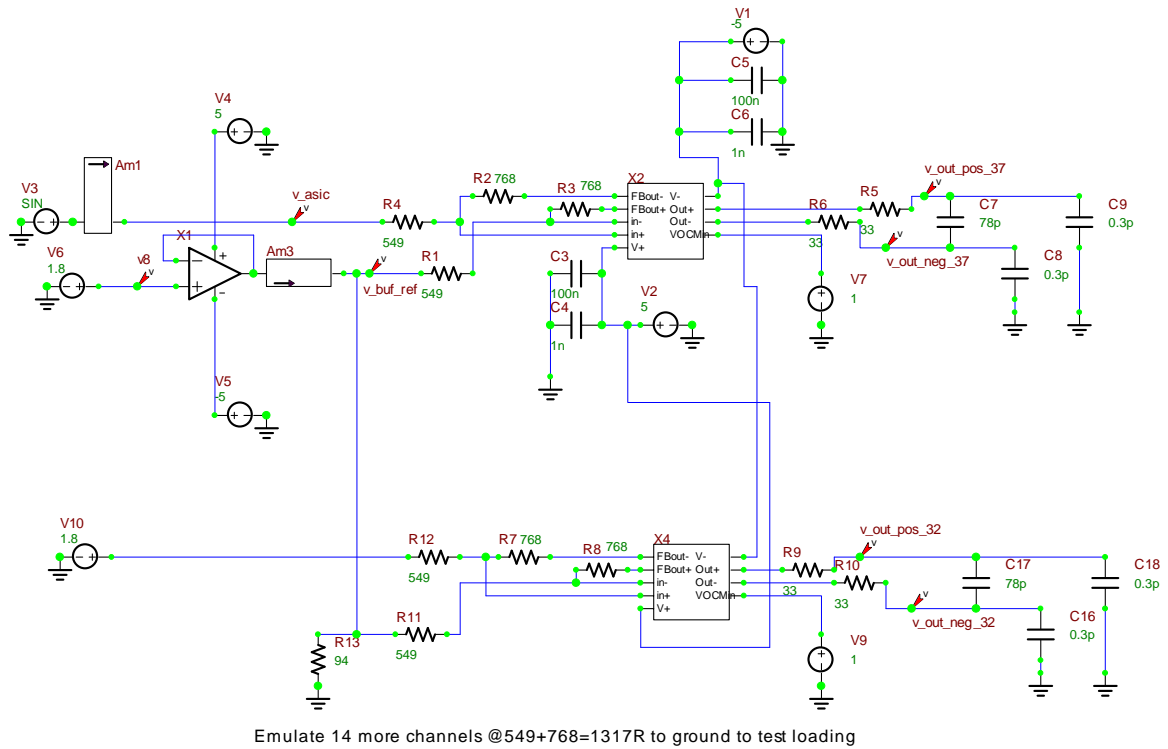 V1
-5
C5
100n
C6
1n
V4
5
Am1
V3
SIN
v_asic
v
R4
549
R2 768
R3 768
X2
FBout- V-
FBout+ Out+
in- Out-
in+ VOCMin
V+
R5
33
R6
33
v_out_pos_37
v
C7
78p
C9
0.3p
v_out_neg_37
v
C8
0.3p
V6
1.8
v8
v
X1
Am3
v
v_buf_ref
R1
549
C3
100n
C4
1n
V2
5
V7
1
V5
-5
V10
1.8
R12
549
R7 768
R8 768
X4
FBout- V-
FBout+ Out+
in- Out-
in+ VOCMin
V+
R9
33
R10
33
v_out_pos_32
v
C17
78p
C18
0.3p
v
v_out_neg_32
C16
0.3p
R11
549
R13
94
V9
1
Emulate 14 more channels @549+768=1317R to ground to test loading